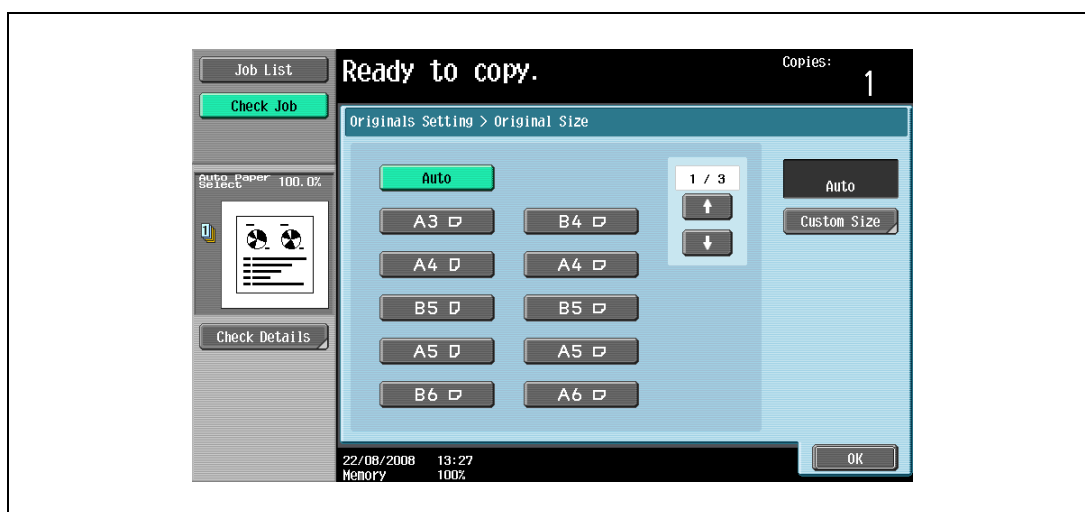 Job List
Check Job
Ready to copy.
Copies:
1
Originals Setting > Original Size
Auto Paper
Select
100.0%
1
Check Details
Auto
A3
B4
A4
A4
B5
B5
A5
A5
B6
A6
1 / 3
Auto
Custom Size
22/08/2008 13:27
Memory 100%
OK